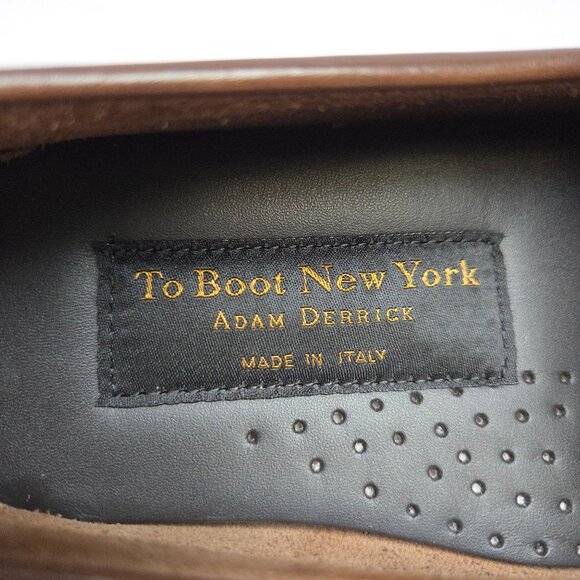 To Boot New York
ADAM DERRICK
MADE IN ITALY